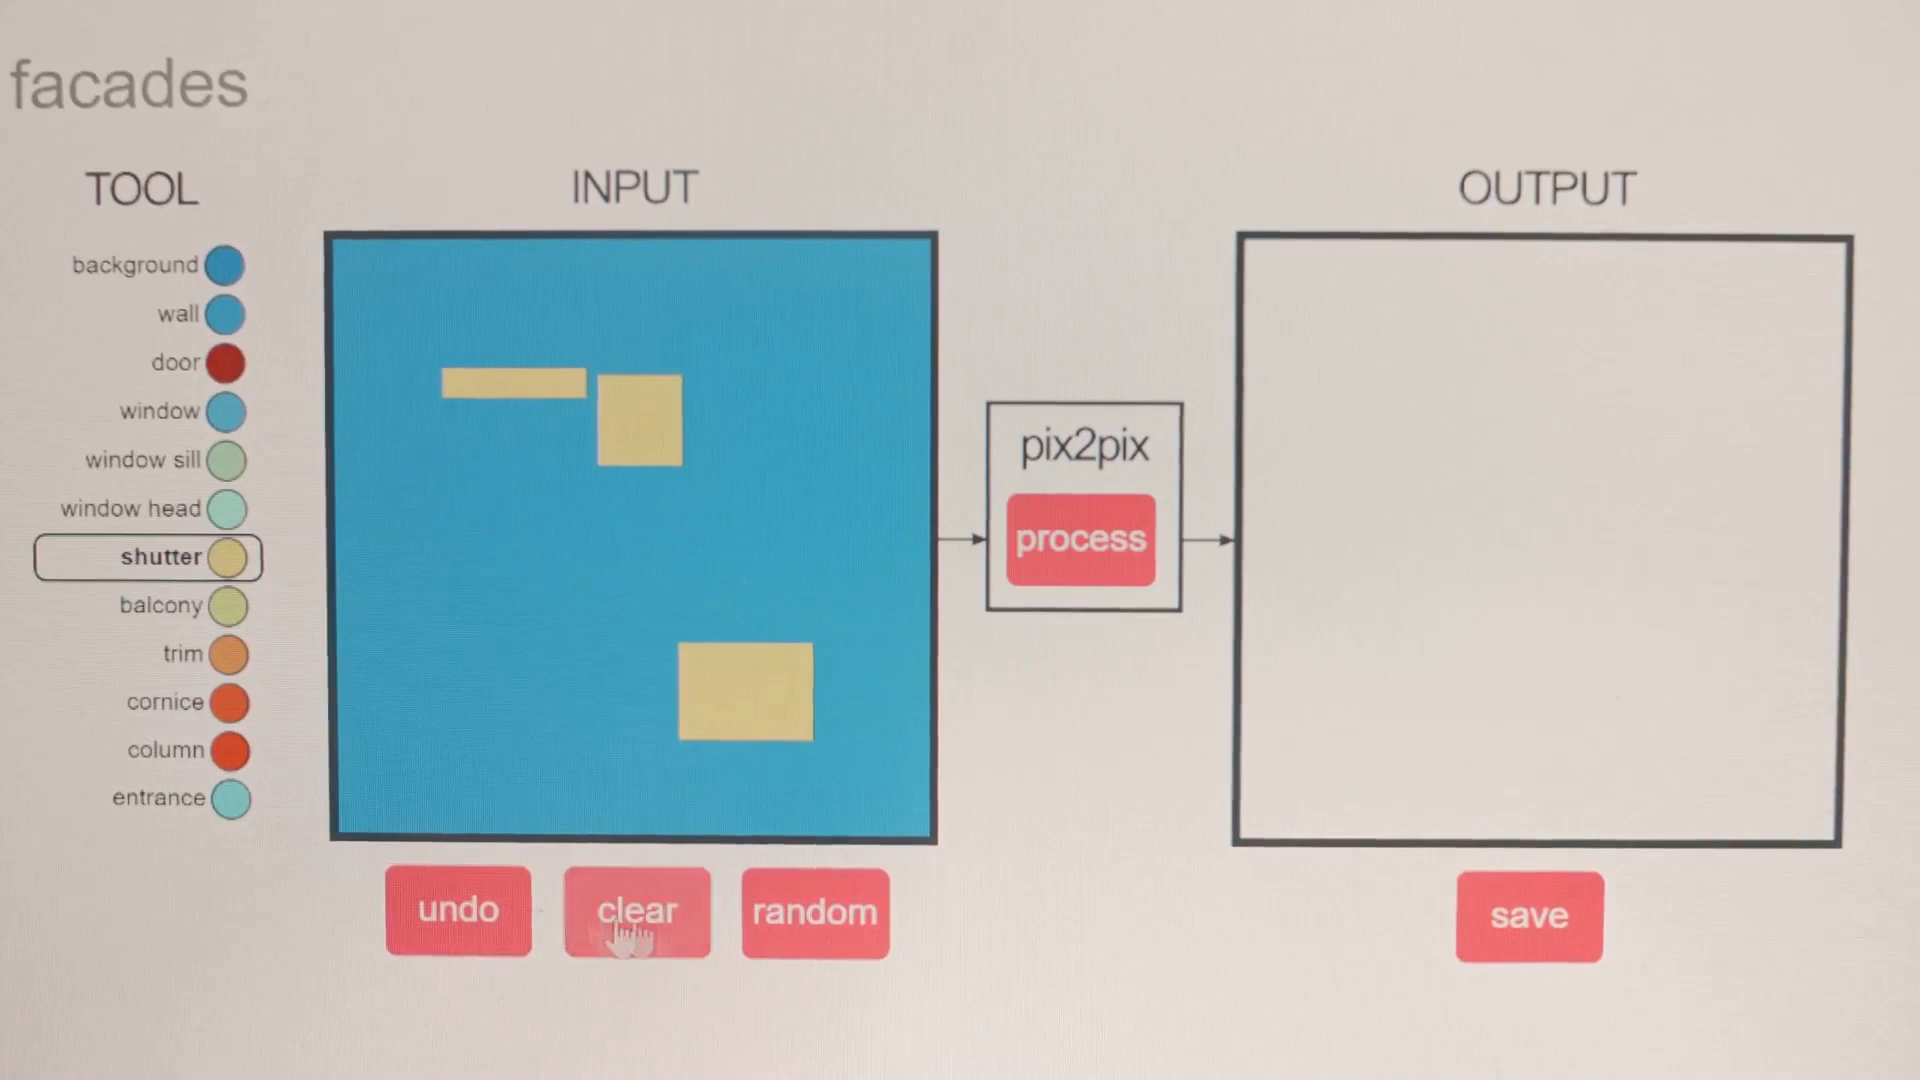 facades
TOOL
INPUT
OUTPUT
background
wall
door
window
window sill
window head
shutter
balcony
trim
cornice
column
entrance
pix2pix
process
undo
clear
random
save